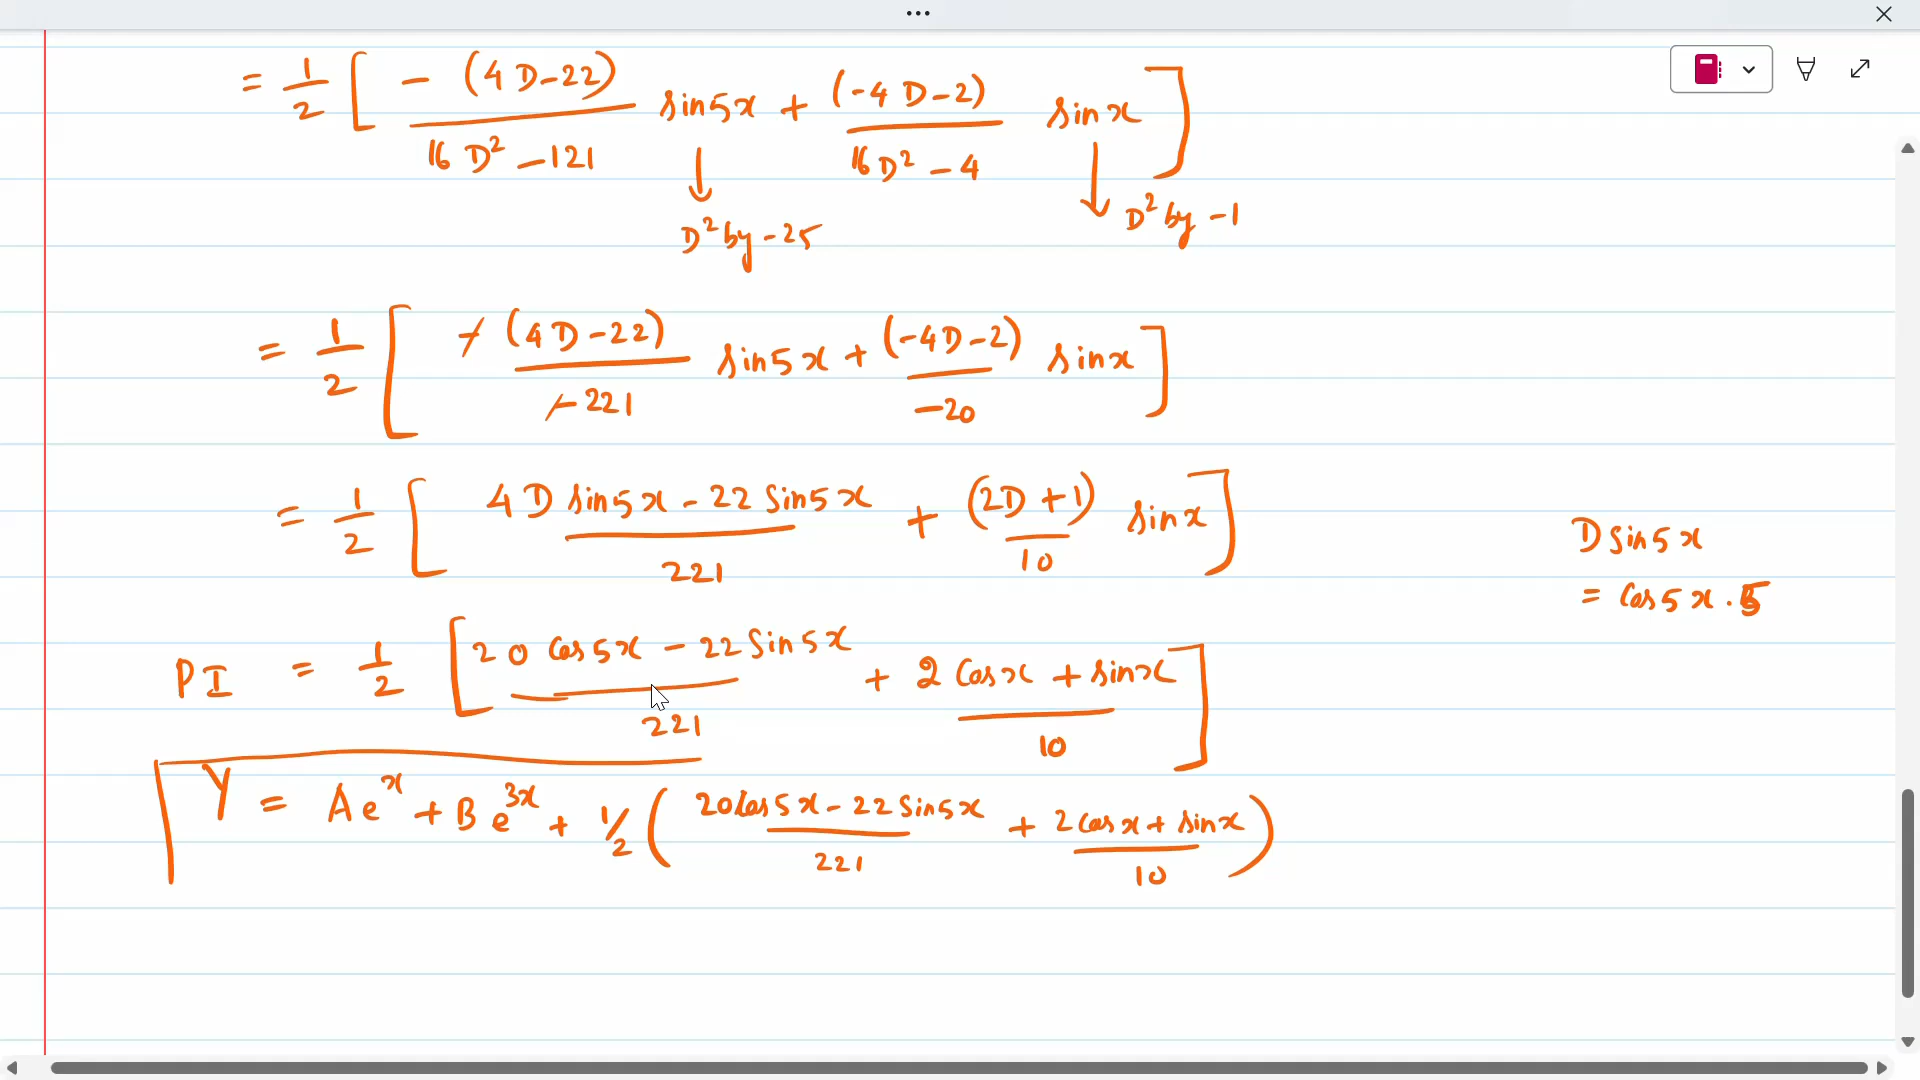 = 1/2 [ - (4D-22)/(16D² - 121) sin5x + (-4D-2)/(16D² - 4) sinx ]
↓ D² by -25
↓ D² by -1
= 1/2 [ - (4D-22)/-221 sin5x + (-4D-2)/-20 sinx ]
= 1/2 [ (4D sin5x - 22 Sin5x)/221 + (2D+1)/10 sinx ]
D sin5x
= Cos5x . 5
PI = 1/2 [ (20 Cos5x - 22 Sin5x)/221 + (2 Cosx + sinx)/10 ]
Y = Ae^x + Be^3x + 1/2 ( (20Cos5x - 22Sin5x)/221 + (2cosx + sinx)/10 )